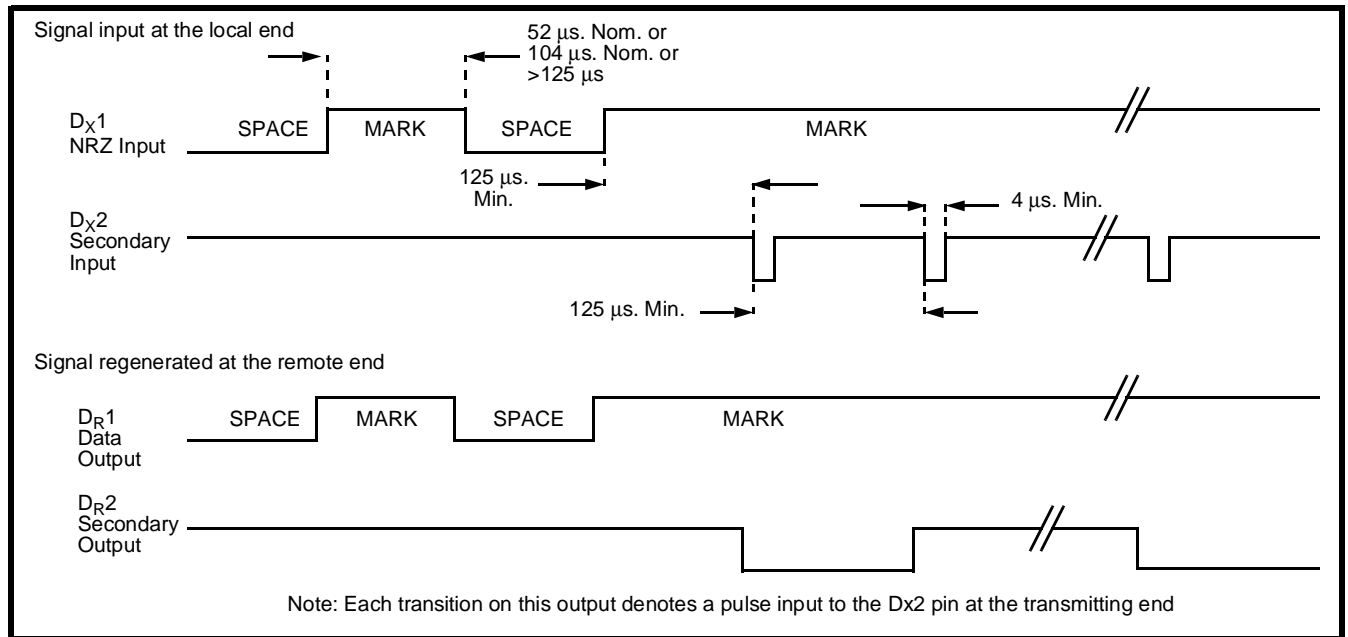 Signal input at the local end
52 μs. Nom. or
104 μs. Nom. or
>125 μs
DX1
NRZ Input
SPACE MARK SPACE MARK
125 μs.
Min.
4 μs. Min.
DX2
Secondary
Input
125 μs. Min.
Signal regenerated at the remote end
DR1
Data
Output
SPACE MARK SPACE MARK
DR2
Secondary
Output
Note: Each transition on this output denotes a pulse input to the Dx2 pin at the transmitting end